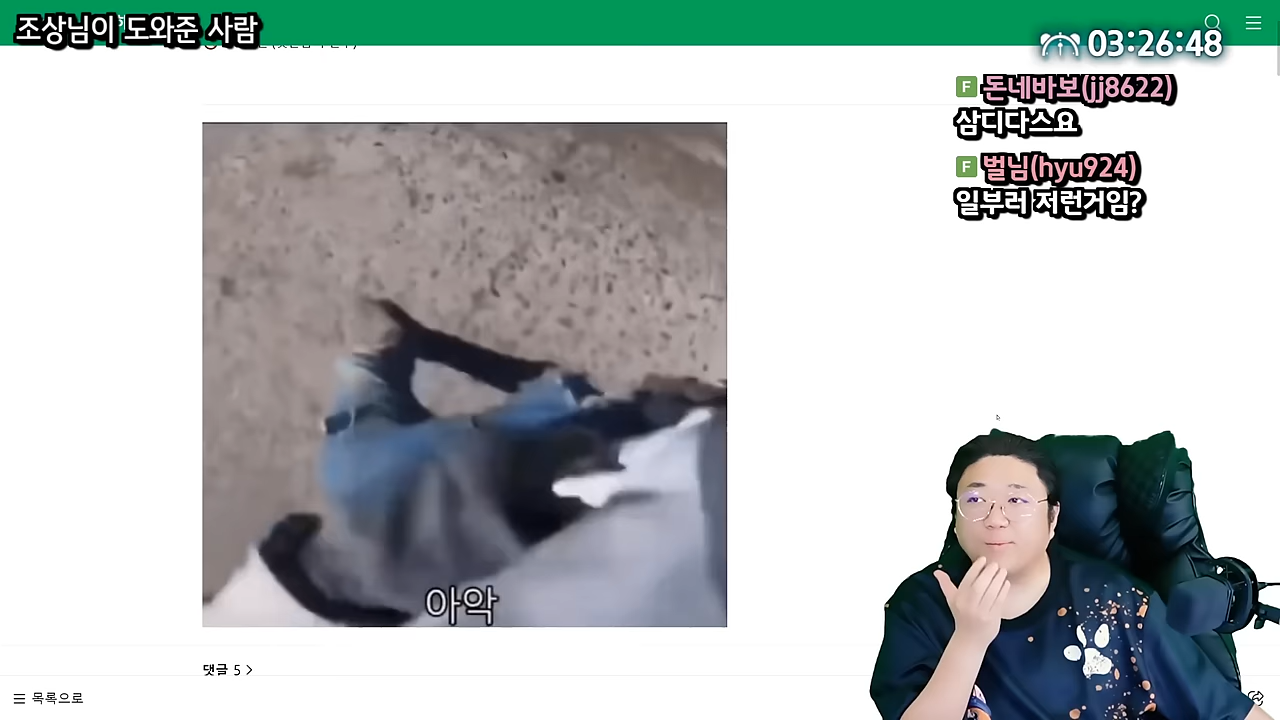 조상님이 도와준 사람
03:26:48
F 돈네바보(jj8622)
삼디다스요
F 벌님(hyu924)
일부러 저런거임?
아악
댓글 5 >
목록으로